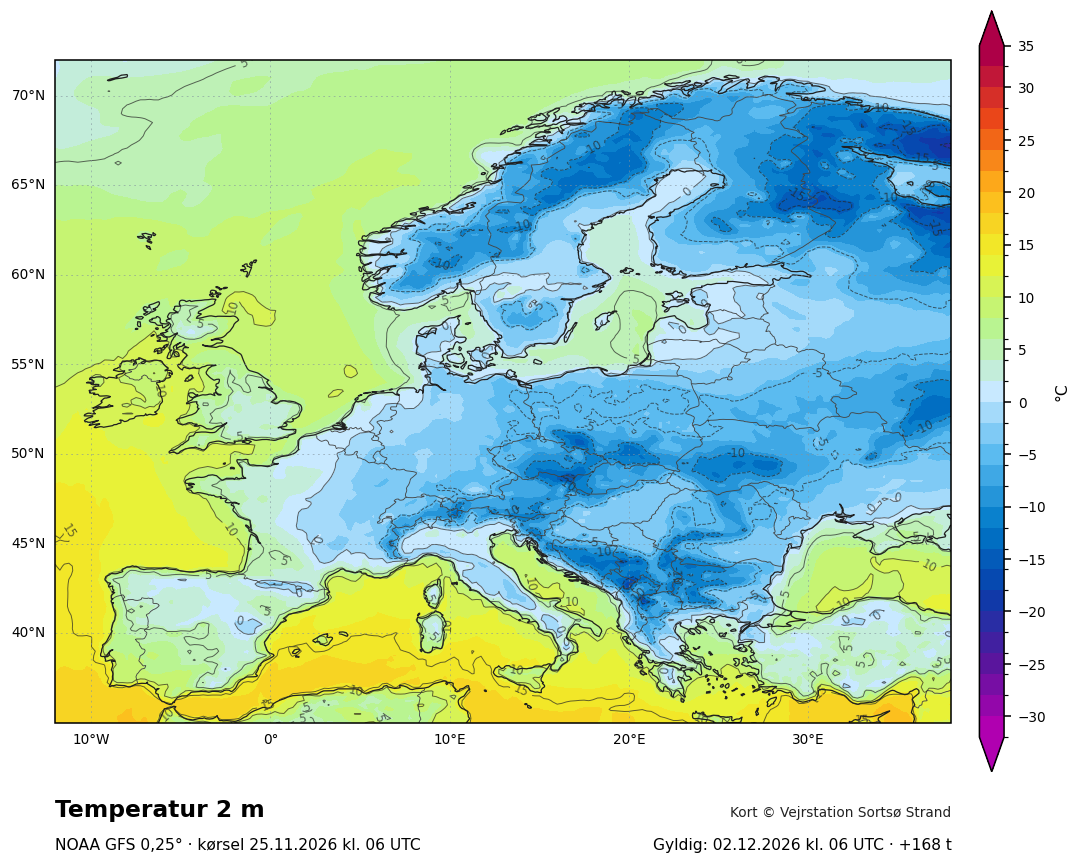 70°N
65°N
60°N
55°N
50°N
45°N
40°N
10°W
0°
10°E
20°E
30°E
35
30
25
20
15
10
5
0
−5
−10
−15
−20
−25
−30
°C
Temperatur 2 m
Kort © Vejrstation Sortsø Strand
NOAA GFS 0,25° · kørsel 25.11.2026 kl. 06 UTC
Gyldig: 02.12.2026 kl. 06 UTC · +168 t